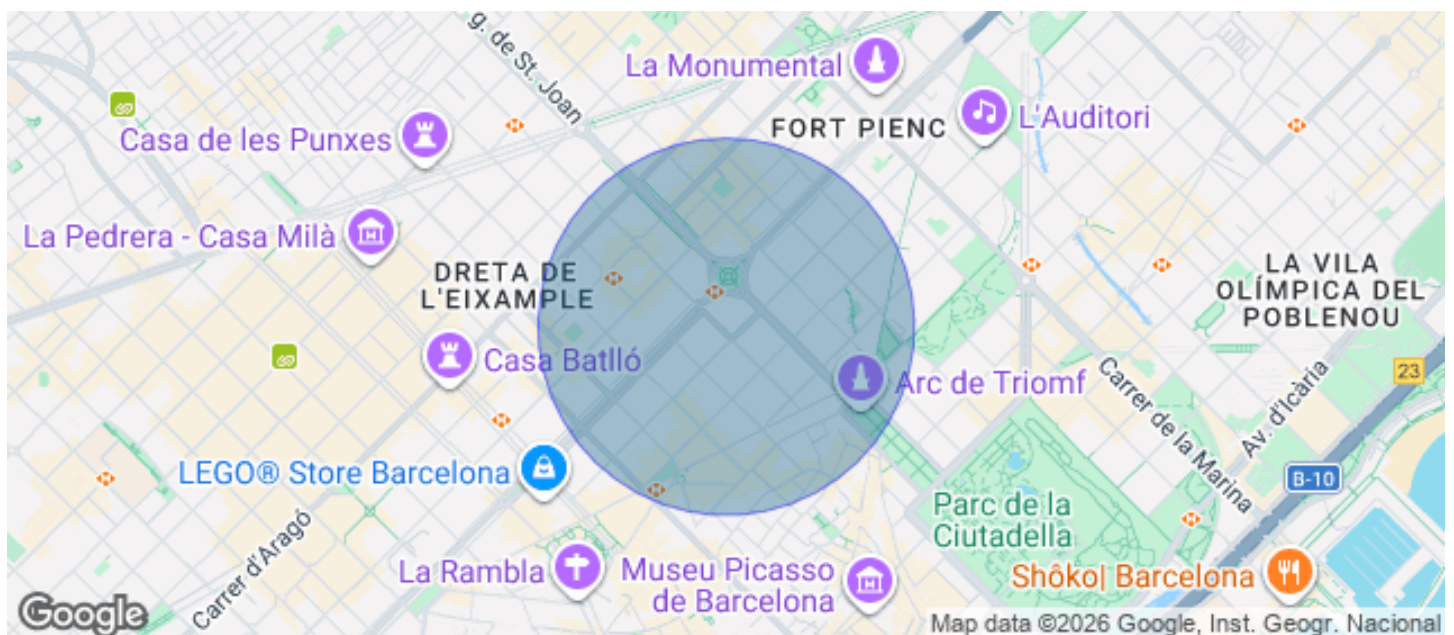 g. de St. Joan
La Monumental
FORT PIENC
L'Auditori
Casa de les Punxes
La Pedrera - Casa Milà
DRETA DE
L'EIXAMPLE
LA VILA
OLÍMPICA DEL
POBLENOU
Casa Batlló
Arc de Triomf
23
Carrer de la Marina
Av. d'Icària
LEGO® Store Barcelona
B-10
Parc de la
Ciutadella
Carrer d'Aragó
La Rambla
Museu Picasso
de Barcelona
Shôko| Barcelona
Google
Map data ©2026 Google, Inst. Geogr. Nacional